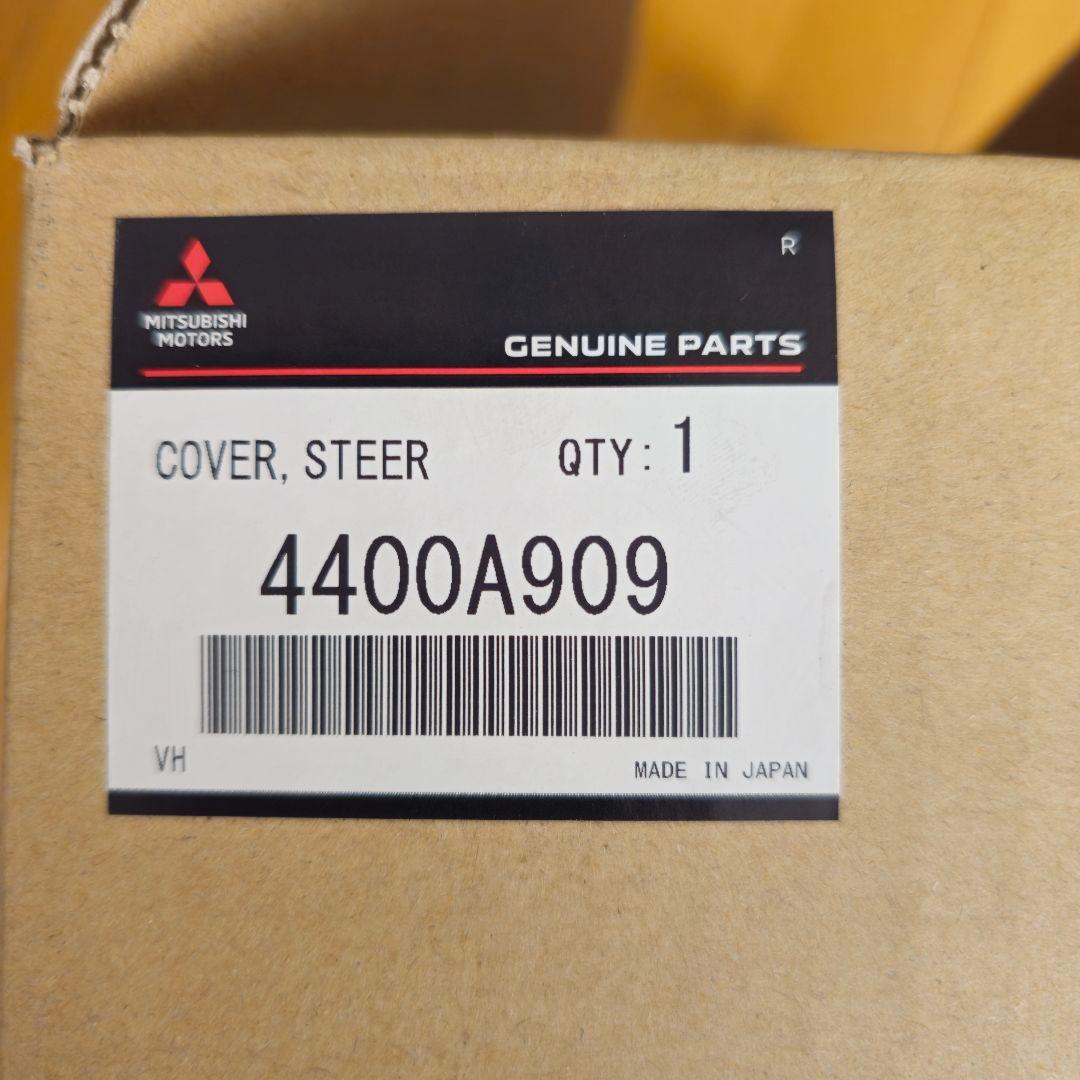 R
MITSUBISHI
MOTORS
GENUINE PARTS
COVER, STEER QTY: 1
4400A909
VH MADE IN JAPAN